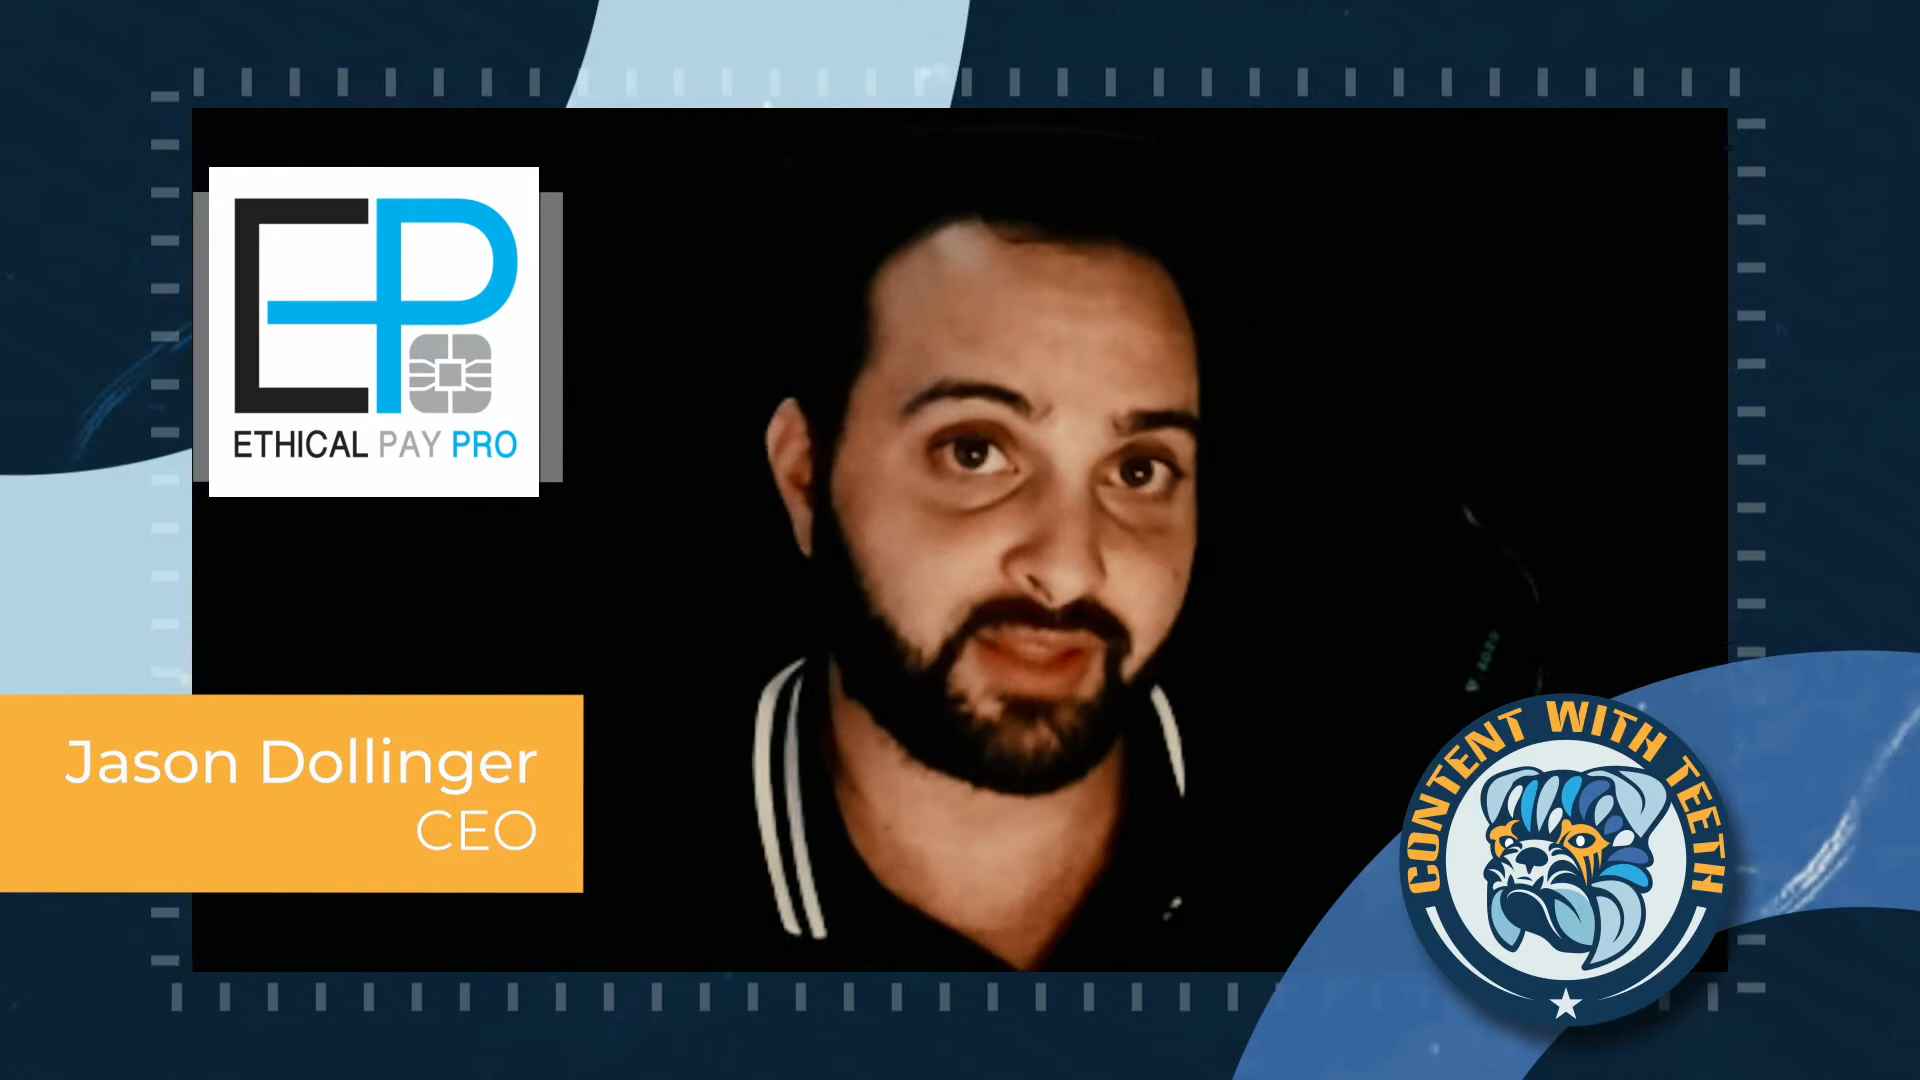 ETHICAL PAY PRO
Jason Dollinger
CEO
CONTENT WITH TEETH